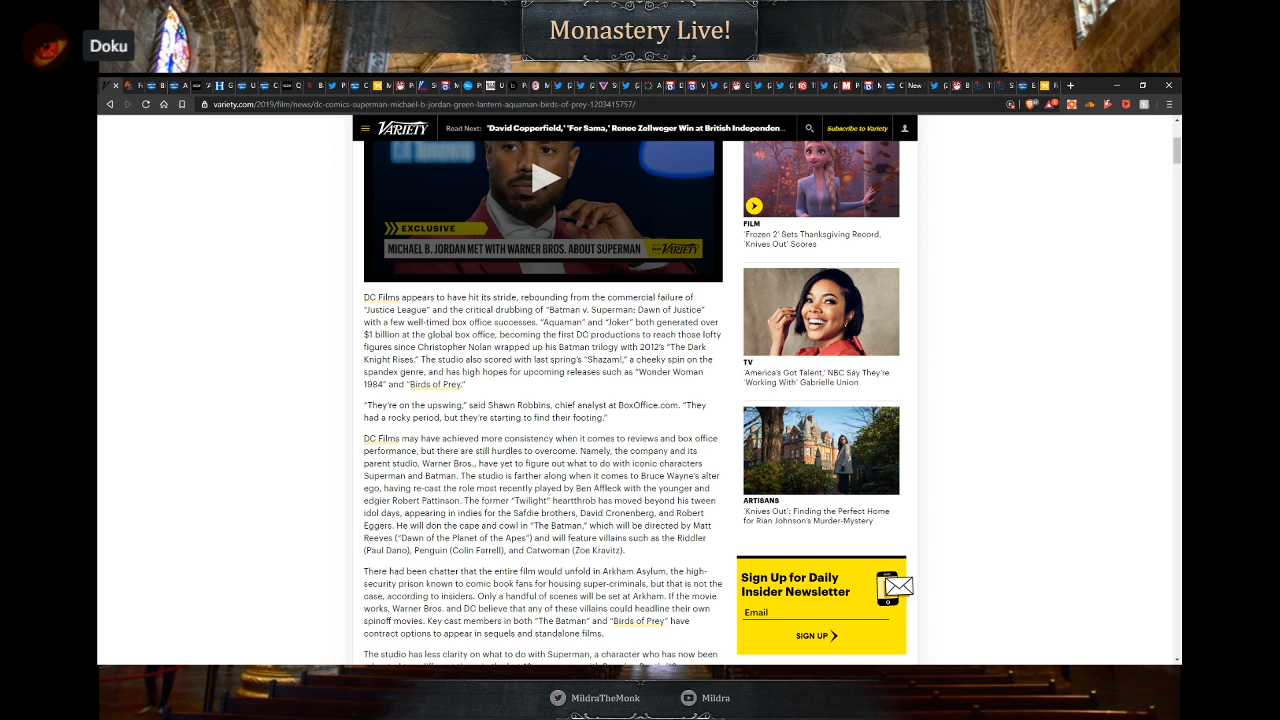 Monastery Live!
Doku
New
variety.com/2019/film/news/dc-comics-superman-michael-b-jordan-green-lantern-aquaman-birds-of-prey-1203415757/
VARIETY
Read Next: 'David Copperfield,' 'For Sama,' Renee Zellweger Win at British Independen...
Subscribe to Variety
EXCLUSIVE
MICHAEL B. JORDAN MET WITH WARNER BROS. ABOUT SUPERMAN
VARIETY
DC Films appears to have hit its stride, rebounding from the commercial failure of
"Justice League" and the critical drubbing of "Batman v. Superman: Dawn of Justice"
with a few well-timed box office successes. "Aquaman" and "Joker" both generated over
$1 billion at the global box office, becoming the first DC productions to reach those lofty
figures since Christopher Nolan wrapped up his Batman trilogy with 2012's "The Dark
Knight Rises." The studio also scored with last spring's "Shazam!," a cheeky spin on the
spandex genre, and has high hopes for upcoming releases such as "Wonder Woman
1984" and "Birds of Prey."
"They're on the upswing," said Shawn Robbins, chief analyst at BoxOffice.com. "They
had a rocky period, but they're starting to find their footing."
DC Films may have achieved more consistency when it comes to reviews and box office
performance, but there are still hurdles to overcome. Namely, the company and its
parent studio, Warner Bros., have yet to figure out what to do with iconic characters
Superman and Batman. The studio is farther along when it comes to Bruce Wayne's alter
ego, having re-cast the role most recently played by Ben Affleck with the younger and
edgier Robert Pattinson. The former "Twilight" heartthrob has moved beyond his tween
idol days, appearing in indies for the Safdie brothers, David Cronenberg, and Robert
Eggers. He will don the cape and cowl in "The Batman," which will be directed by Matt
Reeves ("Dawn of the Planet of the Apes") and will feature villains such as the Riddler
(Paul Dano), Penguin (Colin Farrell), and Catwoman (Zoe Kravitz).
There had been chatter that the entire film would unfold in Arkham Asylum, the high-
security prison known to comic book fans for housing super-criminals, but that is not the
case, according to insiders. Only a handful of scenes will be set at Arkham. If the movie
works, Warner Bros. and DC believe that any of these villains could headline their own
spinoff movies. Key cast members in both "The Batman" and "Birds of Prey" have
contract options to appear in sequels and standalone films.
The studio has less clarity on what to do with Superman, a character who has now been
FILM
'Frozen 2' Sets Thanksgiving Record,
'Knives Out' Scores
TV
'America's Got Talent,' NBC Say They're
'Working With' Gabrielle Union
ARTISANS
'Knives Out': Finding the Perfect Home
for Rian Johnson's Murder-Mystery
Sign Up for Daily
Insider Newsletter
Email
SIGN UP
MildraTheMonk
Mildra